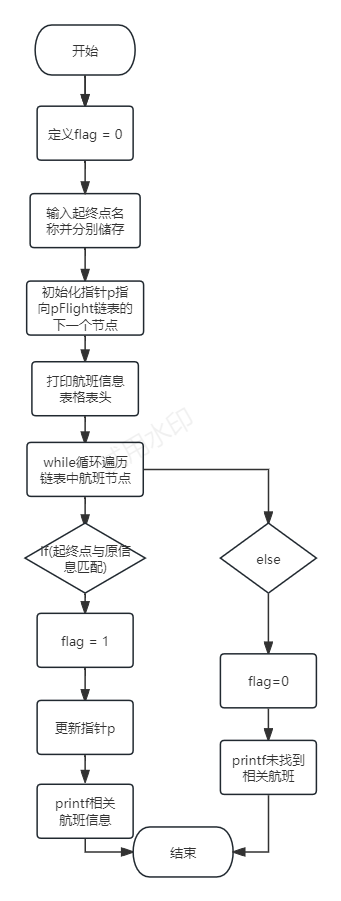 开始
定义flag = 0
输入起终点名
称并分别储存
初始化指针p指
向pFlight链表的
下一个节点
打印航班信息
表格表头
while循环遍历
链表中航班节点
if(起终点与原信
息匹配)
else
flag = 1
flag=0
更新指针p
printf未找到
相关航班
printf相关
航班信息
结束
用水印